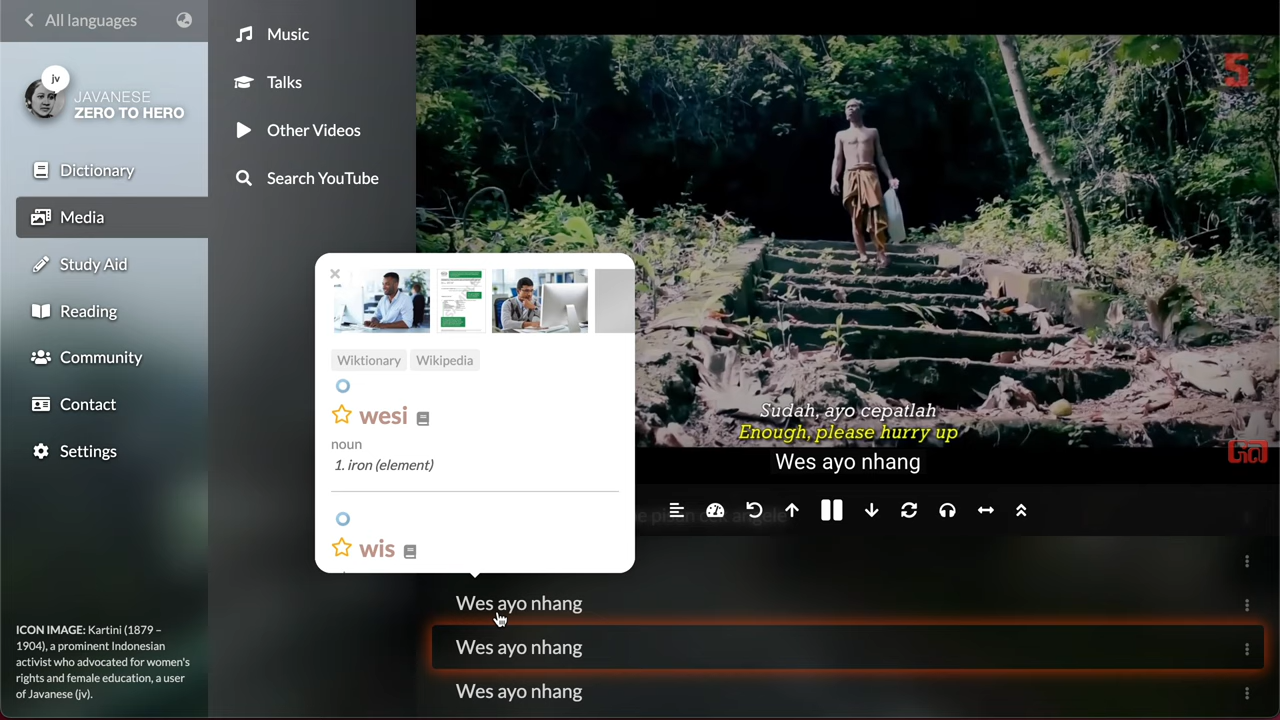 All languages
jv
JAVANESE
ZERO TO HERO
Dictionary
Media
Study Aid
Reading
Community
Contact
Settings
ICON IMAGE: Kartini (1879 –
1904), a prominent Indonesian
activist who advocated for women's
rights and female education, a user
of Javanese (jv).
Music
Talks
Other Videos
Search YouTube
Wiktionary
Wikipedia
wesi
noun
1. iron (element)
wis
5
Sudah, ayo cepatlah
Enough, please hurry up
Wes ayo nhang
Wes ayo nhang
Wes ayo nhang
Wes ayo nhang